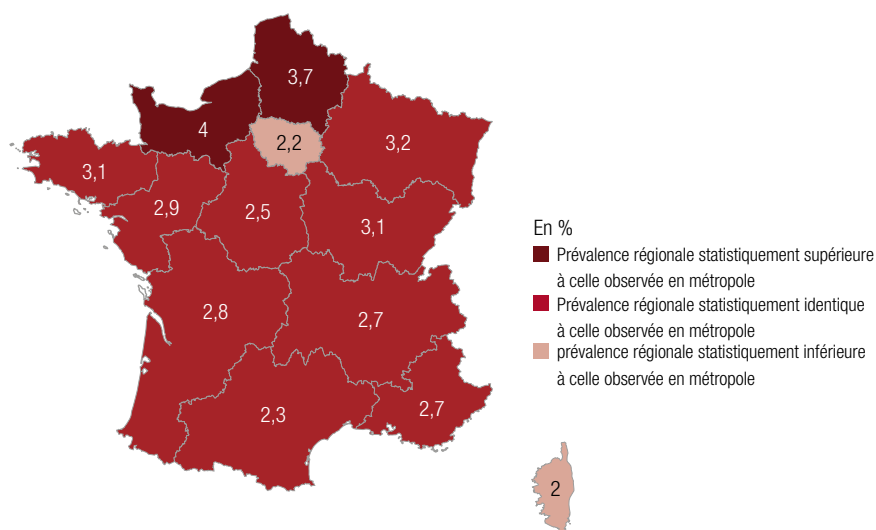 3,7
4
2,2
3,2
3,1
2,9
2,5
3,1
2,8
2,7
2,3
2,7
2
En %
Prévalence régionale statistiquement supérieure
à celle observée en métropole
Prévalence régionale statistiquement identique
à celle observée en métropole
prévalence régionale statistiquement inférieure
à celle observée en métropole